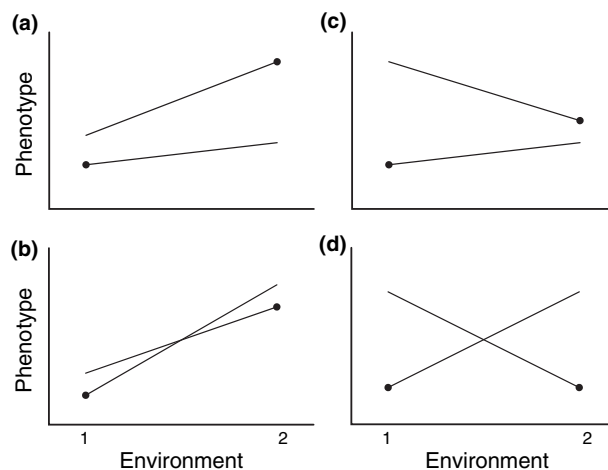 (a)
(c)
Phenotype
(b)
(d)
Phenotype
1
2
1
2
Environment
Environment